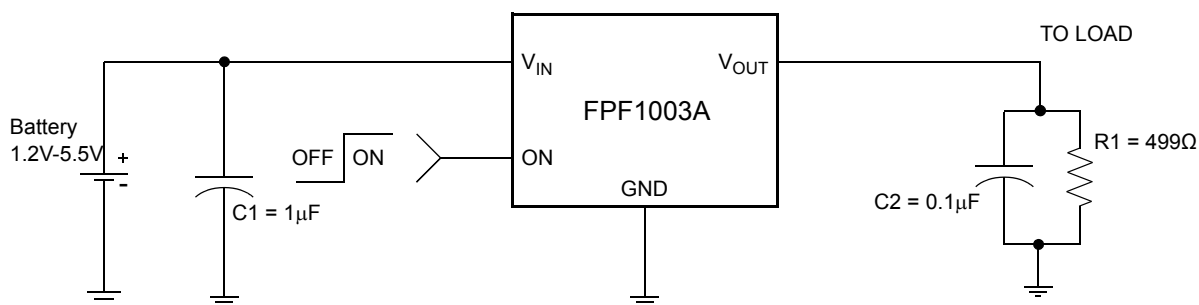 TO LOAD
V_IN
V_OUT
FPF1003A
Battery
1.2V-5.5V
+
-
OFF
ON
ON
R1 = 499Ω
GND
C1 = 1μF
C2 = 0.1μF